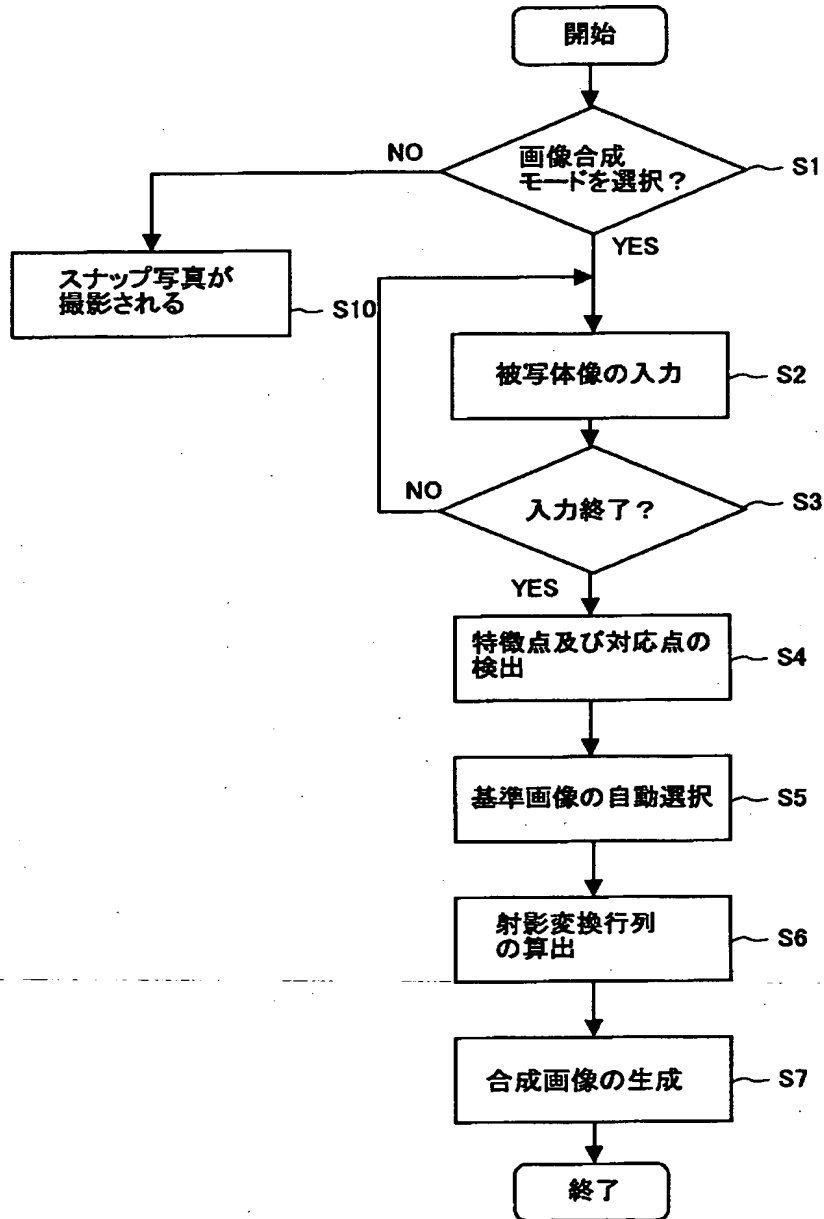 開始
画像合成
モードを選択?
S1
NO
YES
スナップ写真が
撮影される
S10
被写体像の入力
S2
入力終了?
S3
NO
YES
特徴点及び対応点の
検出
S4
基準画像の自動選択
S5
射影変換行列
の算出
S6
合成画像の生成
S7
終了